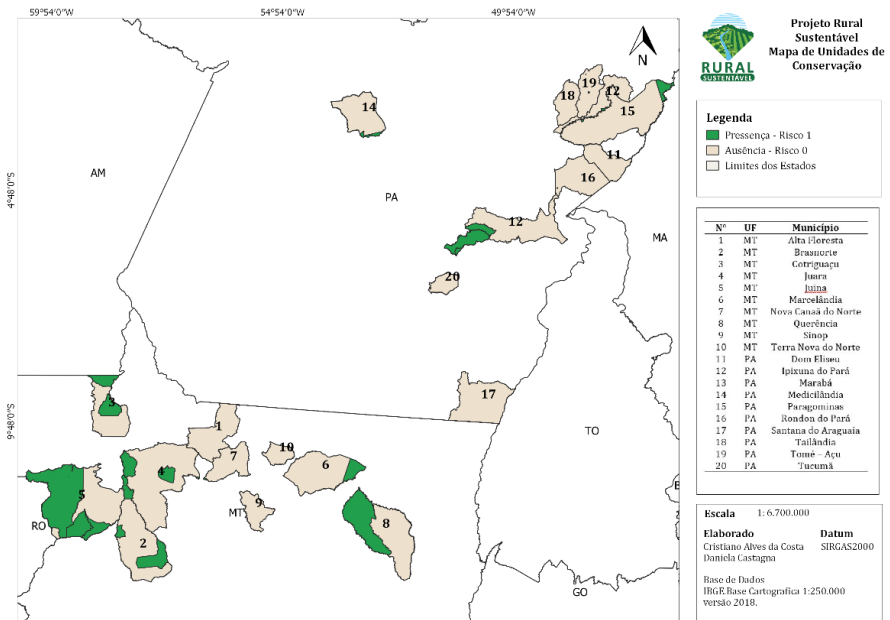 59°54'0"O 54°54'0"O 49°54'0"O
4°48'0"S
9°48'0"S
N
19
18
12
15
14
11
16
12
20
17
3
1
10
7
6
4
5
9
8
2
AM
PA
MA
TO
MT
RO
GO
RURAL
SUSTENTÁVEL
Projeto Rural
Sustentável
Mapa de Unidades de
Conservação
Legenda
Pressença - Risco 1
Ausência - Risco 0
Limites dos Estados
Nº UF Município
1 MT Alta Floresta
2 MT Brasnorte
3 MT Cotriguaçu
4 MT Juara
5 MT Juina
6 MT Marcelândia
7 MT Nova Canaã do Norte
8 MT Querência
9 MT Sinop
10 MT Terra Nova do Norte
11 PA Dom Eliseu
12 PA Ipixuna do Pará
13 PA Marabá
14 PA Medicilândia
15 PA Paragominas
16 PA Rondon do Pará
17 PA Santana do Araguaia
18 PA Tailândia
19 PA Tomé – Açu
20 PA Tucumã
Escala 1: 6.700.000
Elaborado Datum
Cristiano Alves da Costa SIRGAS2000
Daniela Castagna
Base de Dados
IBGE Base Cartografica 1:250.000
versão 2018.